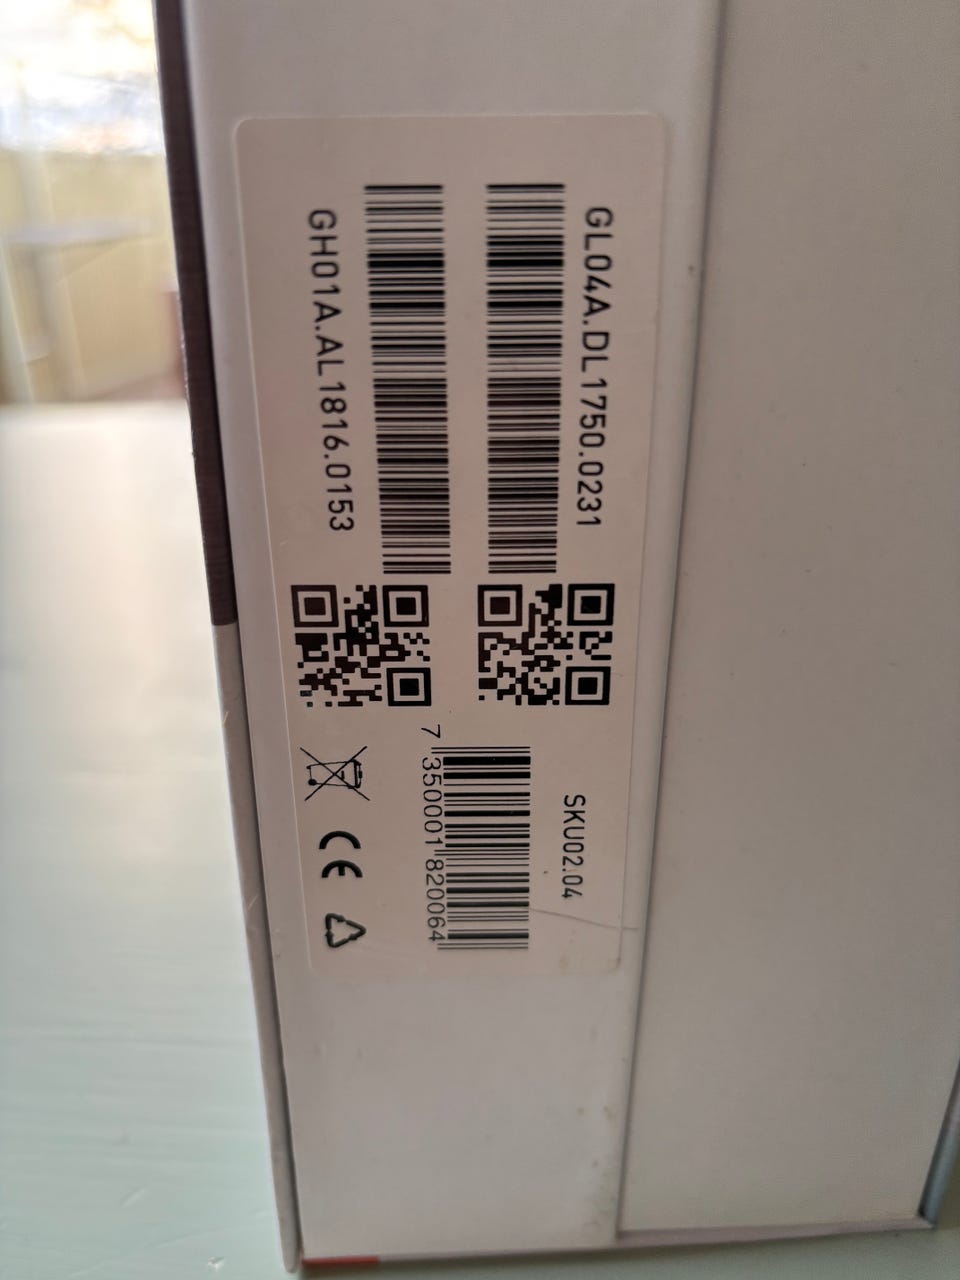 GL04A.DL1750.0231
GH01A.AL1816.0153
SKU02.04
7 350001 820064
CE